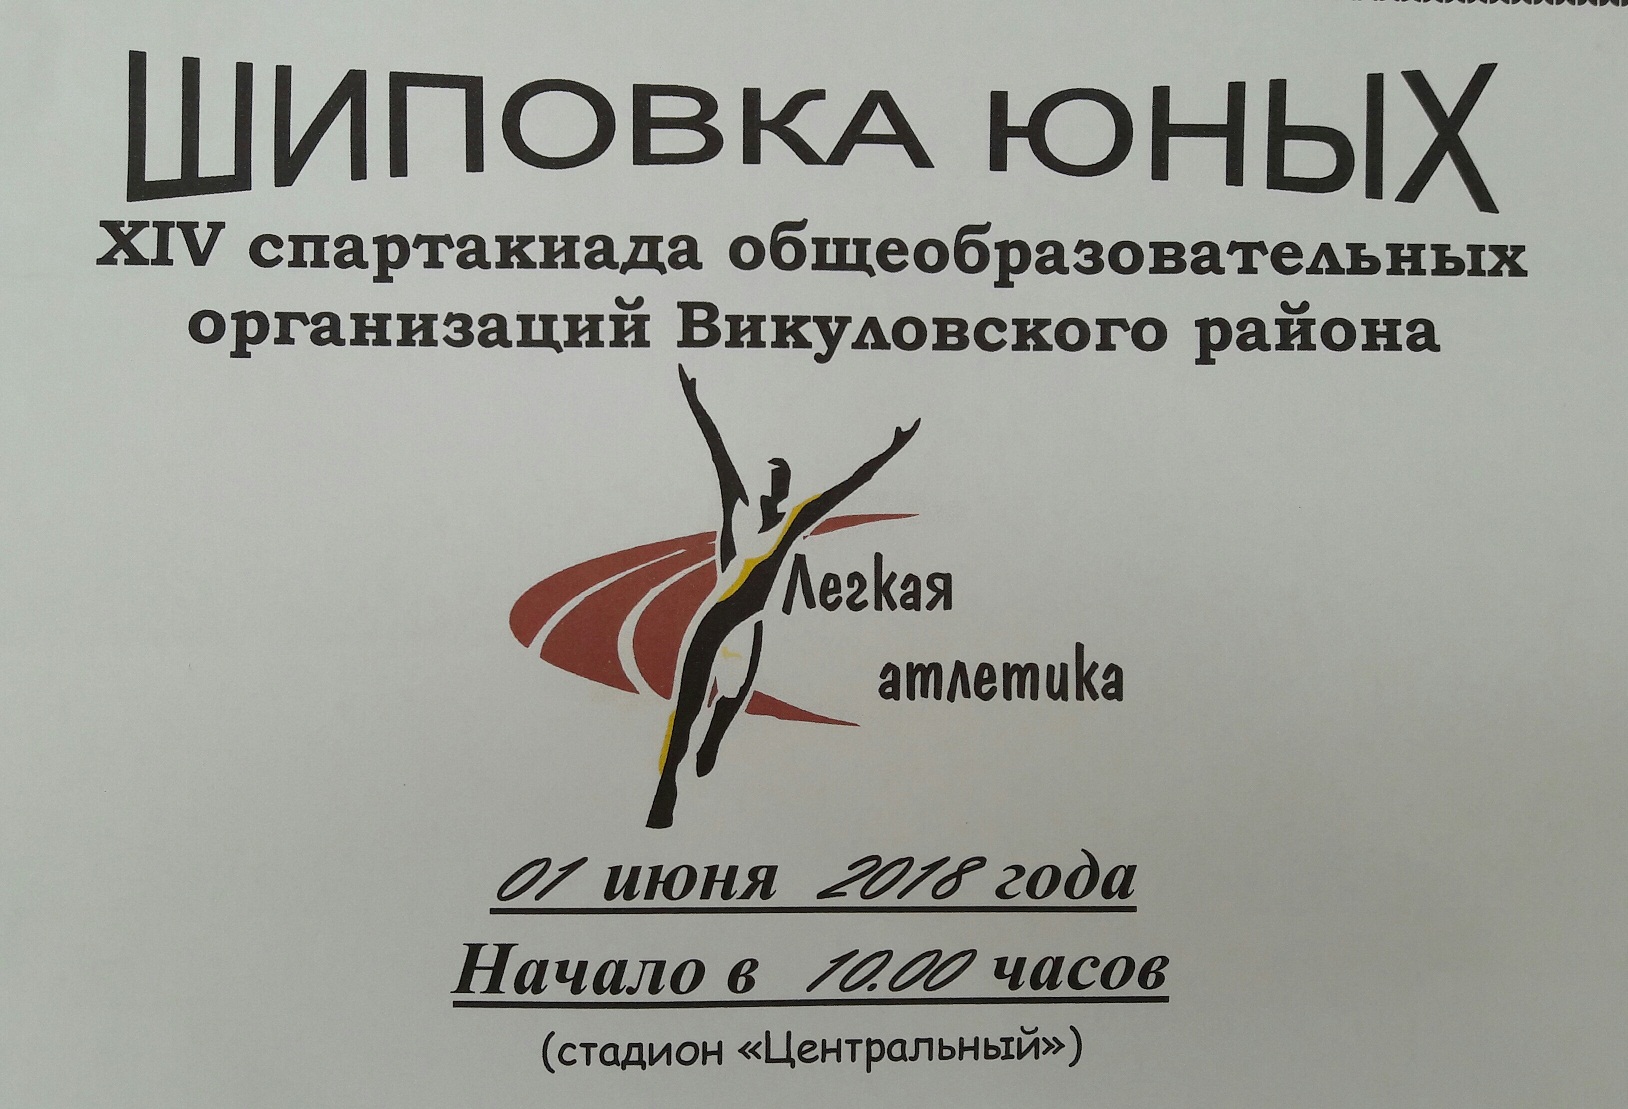 ШИПОВКА ЮНЫХ
XIV спартакиада общеобразовательных
организаций Викуловского района
Легкая
атлетика
01 июня 2018 года
Начало в 10.00 часов
(стадион «Центральный»)